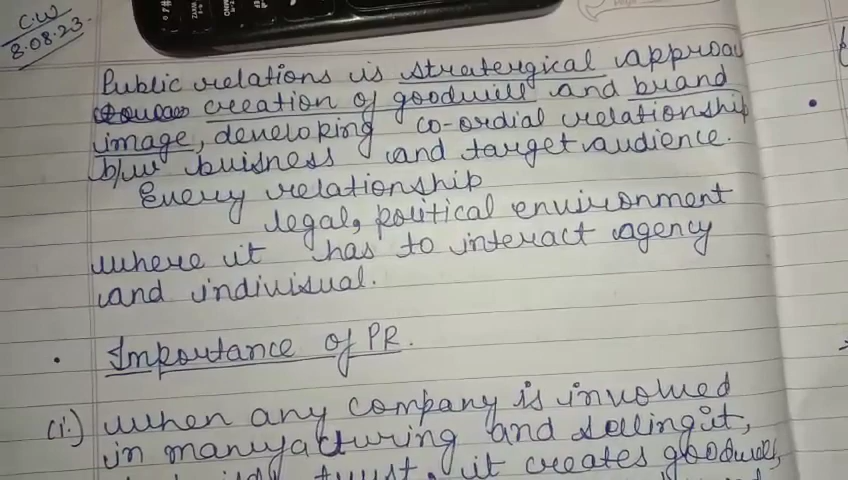 C.W
8.08.23.
Public relations is stratergical approac
creation of goodwill and brand
image, developing co-ordial relationship
b/w buisness and target audience.
Every relationship
legal, political environment
where it has to interact agency
and indivisual.
• Importance of PR.
(i.) when any company is involved
in manufacturing and selling it,
trust, it creates goodwill,